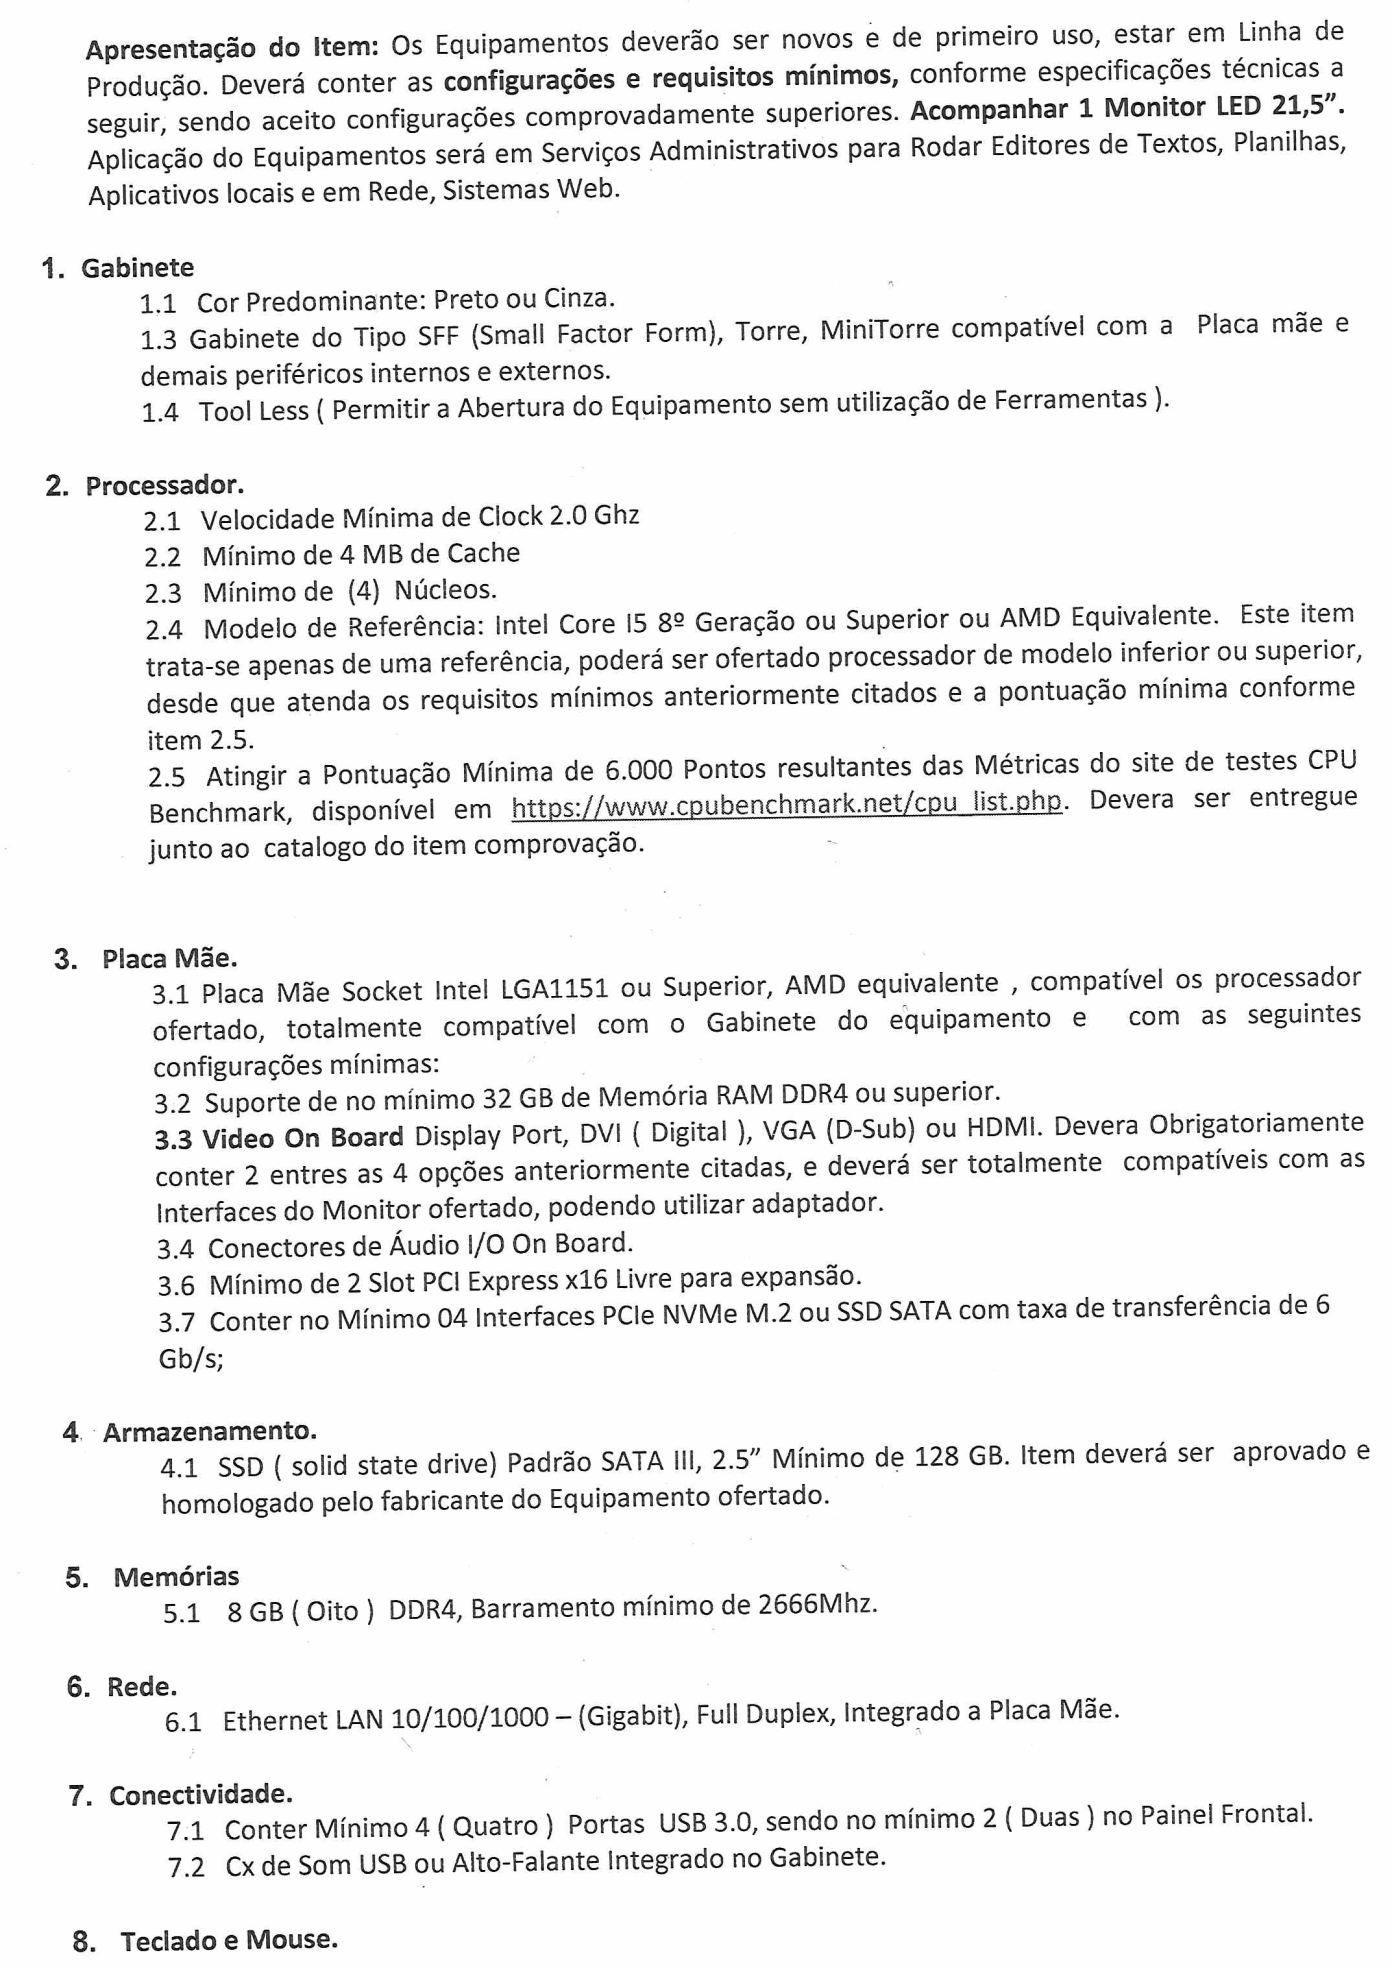 Apresentação do Item: Os Equipamentos deverão ser novos e de primeiro uso, estar em Linha de
Produção. Deverá conter as configurações e requisitos mínimos, conforme especificações técnicas a
seguir, sendo aceito configurações comprovadamente superiores. Acompanhar 1 Monitor LED 21,5”.
Aplicação do Equipamentos será em Serviços Administrativos para Rodar Editores de Textos, Planilhas,
Aplicativos locais e em Rede, Sistemas Web.
1. Gabinete
1.1 Cor Predominante: Preto ou Cinza.
1.3 Gabinete do Tipo SFF (Small Factor Form), Torre, MiniTorre compatível com a Placa mãe e
demais periféricos internos e externos.
1.4 Tool Less ( Permitir a Abertura do Equipamento sem utilização de Ferramentas ).
2. Processador.
2.1 Velocidade Mínima de Clock 2.0 Ghz
2.2 Mínimo de 4 MB de Cache
2.3 Mínimo de (4) Núcleos.
2.4 Modelo de Referência: Intel Core I5 8º Geração ou Superior ou AMD Equivalente. Este item
trata-se apenas de uma referência, poderá ser ofertado processador de modelo inferior ou superior,
desde que atenda os requisitos mínimos anteriormente citados e a pontuação mínima conforme
item 2.5.
2.5 Atingir a Pontuação Mínima de 6.000 Pontos resultantes das Métricas do site de testes CPU
Benchmark, disponível em https://www.cpubenchmark.net/cpu_list.php. Devera ser entregue
junto ao catalogo do item comprovação.
3. Placa Mãe.
3.1 Placa Mãe Socket Intel LGA1151 ou Superior, AMD equivalente , compatível os processador
ofertado, totalmente compatível com o Gabinete do equipamento e com as seguintes
configurações mínimas:
3.2 Suporte de no mínimo 32 GB de Memória RAM DDR4 ou superior.
3.3 Video On Board Display Port, DVI ( Digital ), VGA (D-Sub) ou HDMI. Devera Obrigatoriamente
conter 2 entres as 4 opções anteriormente citadas, e deverá ser totalmente compatíveis com as
Interfaces do Monitor ofertado, podendo utilizar adaptador.
3.4 Conectores de Áudio I/O On Board.
3.6 Mínimo de 2 Slot PCI Express x16 Livre para expansão.
3.7 Conter no Mínimo 04 Interfaces PCIe NVMe M.2 ou SSD SATA com taxa de transferência de 6
Gb/s;
4. Armazenamento.
4.1 SSD ( solid state drive) Padrão SATA III, 2.5” Mínimo de 128 GB. Item deverá ser aprovado e
homologado pelo fabricante do Equipamento ofertado.
5. Memórias
5.1 8 GB ( Oito ) DDR4, Barramento mínimo de 2666Mhz.
6. Rede.
6.1 Ethernet LAN 10/100/1000 – (Gigabit), Full Duplex, Integrado a Placa Mãe.
7. Conectividade.
7.1 Conter Mínimo 4 ( Quatro ) Portas USB 3.0, sendo no mínimo 2 ( Duas ) no Painel Frontal.
7.2 Cx de Som USB ou Alto-Falante Integrado no Gabinete.
8. Teclado e Mouse.